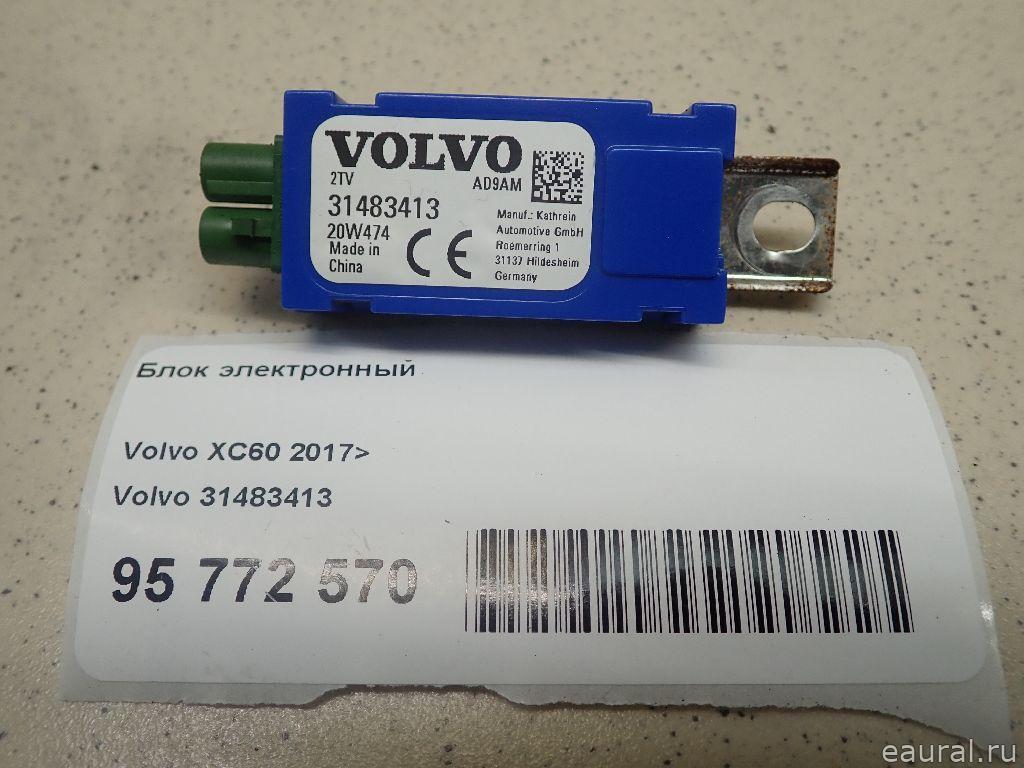 VOLVO
2TV AD9AM
31483413
20W474
Made in
China
CE
Manuf.: Kathrein
Automotive GmbH
Roemerring 1
31137 Hildesheim
Germany
Блок электронный
Volvo XC60 2017>
Volvo 31483413
95 772 570
eaural.ru